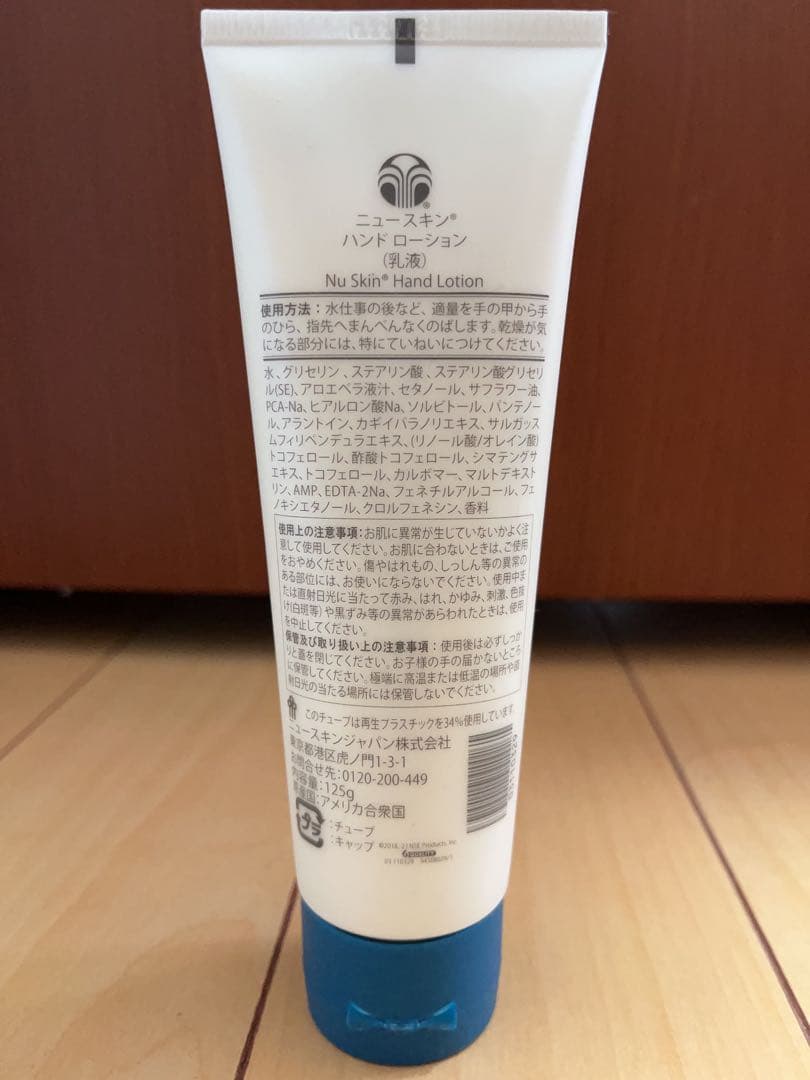 ニュースキン®
ハンド ローション
(乳液)
Nu Skin® Hand Lotion
使用方法：水仕事の後など、適量を手の甲から手
のひら、指先へまんべんなくのばします。乾燥が気
になる部分には、特にていねいにつけてください。
水、グリセリン、ステアリン酸、ステアリン酸グリセリ
ル(SE)、アロエベラ液汁、セタノール、サフラワー油、
PCA-Na、ヒアルロン酸Na、ソルビトール、パンテノー
ル、アラントイン、カギイバラノリエキス、サルガッス
ムフィリペンデュラエキス、(リノール酸/オレイン酸)
トコフェロール、酢酸トコフェロール、シマテングサ
エキス、トコフェロール、カルボマー、マルトデキスト
リン、AMP、EDTA-2Na、フェネチルアルコール、フェ
ノキシエタノール、クロルフェネシン、香料
使用上の注意事項：お肌に異常が生じていないかよく注
意して使用してください。お肌に合わないときは、ご使用
をおやめください。傷やはれもの、しっしん等の異常の
ある部位には、お使いにならないでください。使用中ま
たは直射日光に当たって赤み、はれ、かゆみ、刺激、色抜
け(白斑等)や黒ずみ等の異常があらわれたときは、使用
を中止してください。
保管及び取り扱い上の注意事項：使用後は必ずしっか
りと蓋を閉じてください。お子様の手の届かないところ
に保管してください。極端に高温または低温の場所や直
射日光の当たる場所には保管しないでください。
このチューブは再生プラスチックを34%使用しています。
ニュースキンジャパン株式会社
東京都港区虎ノ門1-3-1
お問合せ先：0120-200-449
内容量：125g
原産国：アメリカ合衆国
プラ
：チューブ
：キャップ
©2018, 21 NSE Products, Inc.
6 QUALITY
03110329